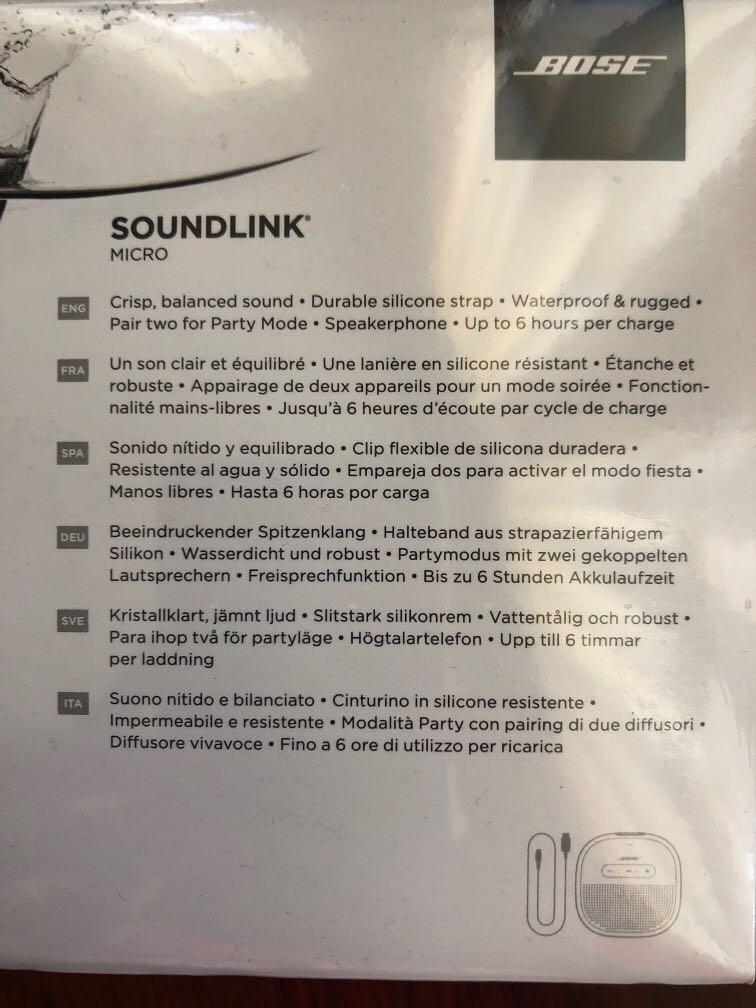 BOSE
SOUNDLINK®
MICRO
ENG
Crisp, balanced sound • Durable silicone strap • Waterproof & rugged •
Pair two for Party Mode • Speakerphone • Up to 6 hours per charge
FRA
Un son clair et équilibré • Une lanière en silicone résistant • Étanche et
robuste • Appairage de deux appareils pour un mode soirée • Fonction-
nalité mains-libres • Jusqu'à 6 heures d'écoute par cycle de charge
SPA
Sonido nítido y equilibrado • Clip flexible de silicona duradera •
Resistente al agua y sólido • Empareja dos para activar el modo fiesta •
Manos libres • Hasta 6 horas por carga
DEU
Beeindruckender Spitzenklang • Halteband aus strapazierfähigem
Silikon • Wasserdicht und robust • Partymodus mit zwei gekoppelten
Lautsprechern • Freisprechfunktion • Bis zu 6 Stunden Akkulaufzeit
SVE
Kristallklart, jämnt ljud • Slitstark silikonrem • Vattentålig och robust •
Para ihop två för partyläge • Högtalartelefon • Upp till 6 timmar
per laddning
ITA
Suono nitido e bilanciato • Cinturino in silicone resistente •
Impermeabile e resistente • Modalità Party con pairing di due diffusori •
Diffusore vivavoce • Fino a 6 ore di utilizzo per ricarica
BOSE